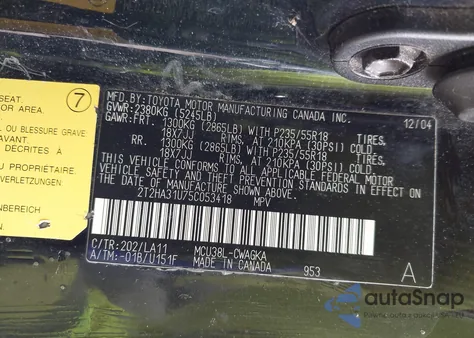 SEAT.
OR AREA.
7
OU BLESSURE GRAVE
DÉCRITES À
PROPRIÉTAIRE.
VERLETZUNGEN
NBEREICH
MFD.BY:TOYOTA MOTOR MANUFACTURING CANADA INC.
12/04
GVWR:2380KG (5245LB)
GAWR:FRT. 1300KG (2865LB) WITH P235/55R18 TIRES,
18X7JJ RIMS, AT 210KPA (30PSI) COLD
RR. 1300KG (2865LB) WITH P235/55R18 TIRES,
18X7JJ RIMS, AT 210KPA (30PSI) COLD
THIS VEHICLE CONFORMS TO ALL APPLICABLE FEDERAL MOTOR
VEHICLE SAFETY STANDARDS IN EFFECT ON THE
DATE OF MANUFACTURE SHOWN ABOVE.
2T2HA31U75C053418 MPV
C/TR:202/LA11 MCU38L-CWAGKA
A/TM:-01B/U151F MADE IN CANADA 953 A
autoSnap
www.autosnap.com